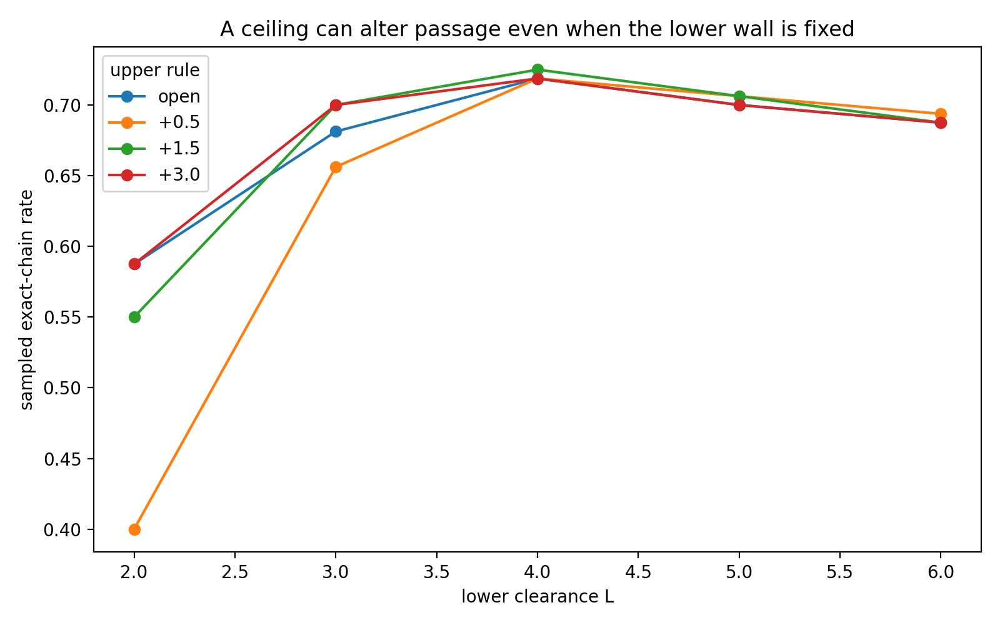 A ceiling can alter passage even when the lower wall is fixed
upper rule
open
+0.5
+1.5
+3.0
sampled exact-chain rate
0.70
0.65
0.60
0.55
0.50
0.45
0.40
2.0 2.5 3.0 3.5 4.0 4.5 5.0 5.5 6.0
lower clearance L